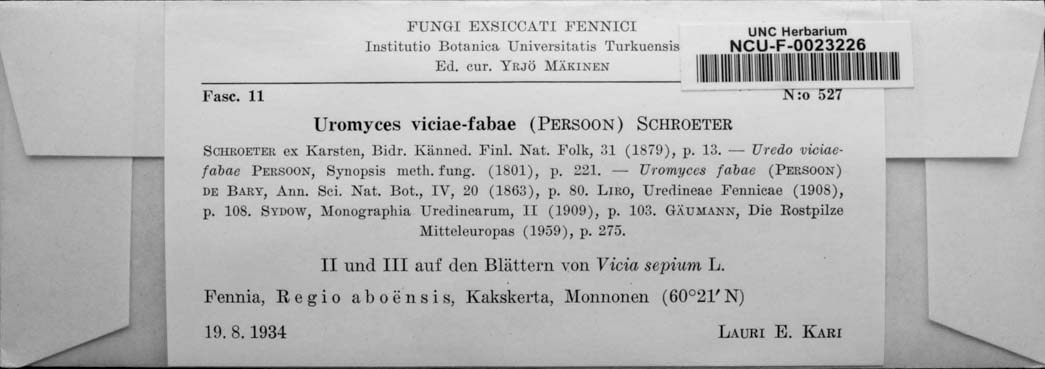 FUNGI EXSICCATI FENNICI
Institutio Botanica Universitatis Turkuensis
Ed. cur. YRJÖ MÄKINEN
UNC Herbarium
NCU-F-0023226
Fasc. 11
N:o 527
Uromyces viciae-fabae (PERSOON) SCHROETER
SCHROETER ex Karsten, Bidr. Känned. Finl. Nat. Folk, 31 (1879), p. 13. — Uredo viciae-
fabae PERSOON, Synopsis meth. fung. (1801), p. 221. — Uromyces fabae (PERSOON)
DE BARY, Ann. Sci. Nat. Bot., IV, 20 (1863), p. 80. LIRO, Uredineae Fennicae (1908),
p. 108. SYDOW, Monographia Uredinearum, II (1909), p. 103. GÄUMANN, Die Rostpilze
Mitteleuropas (1959), p. 275.
II und III auf den Blättern von Vicia sepium L.
Fennia, Regio aboënsis, Kakskerta, Monnonen (60°21′ N)
19. 8. 1934
LAURI E. KARI